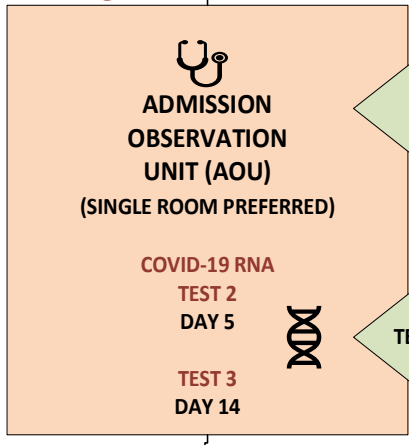 ADMISSION
OBSERVATION
UNIT (AOU)
(SINGLE ROOM PREFERRED)
COVID-19 RNA
TEST 2
DAY 5
TEST 3
DAY 14